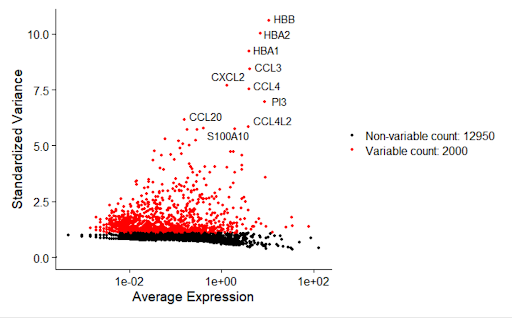 HBB
HBA2
HBA1
CCL3
CXCL2
CCL4
PI3
CCL20
CCL4L2
S100A10
10.0
7.5
5.0
2.5
0.0
Standardized Variance
1e-02
1e+00
1e+02
Average Expression
Non-variable count: 12950
Variable count: 2000